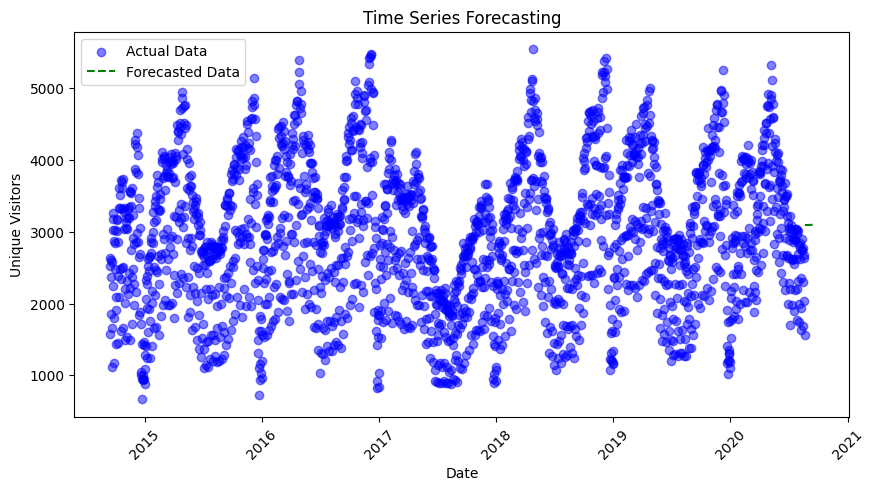 Time Series Forecasting
Actual Data
Forecasted Data
Unique Visitors
5000
4000
3000
2000
1000
2015
2016
2017
2018
2019
2020
2021
Date